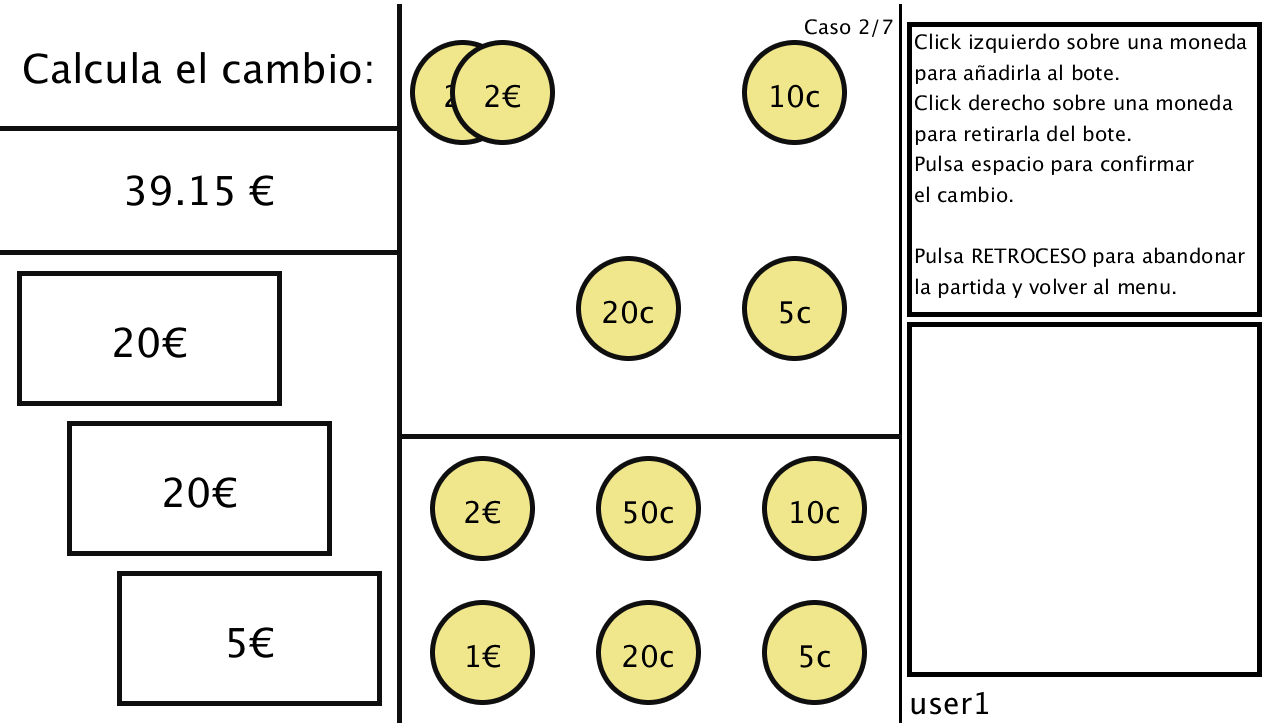 Calcula el cambio:
39.15 €
20€
20€
5€
Caso 2/7
2€
10c
20c
5c
2€
50c
10c
1€
20c
5c
Click izquierdo sobre una moneda
para añadirla al bote.
Click derecho sobre una moneda
para retirarla del bote.
Pulsa espacio para confirmar
el cambio.
Pulsa RETROCESO para abandonar
la partida y volver al menu.
user1